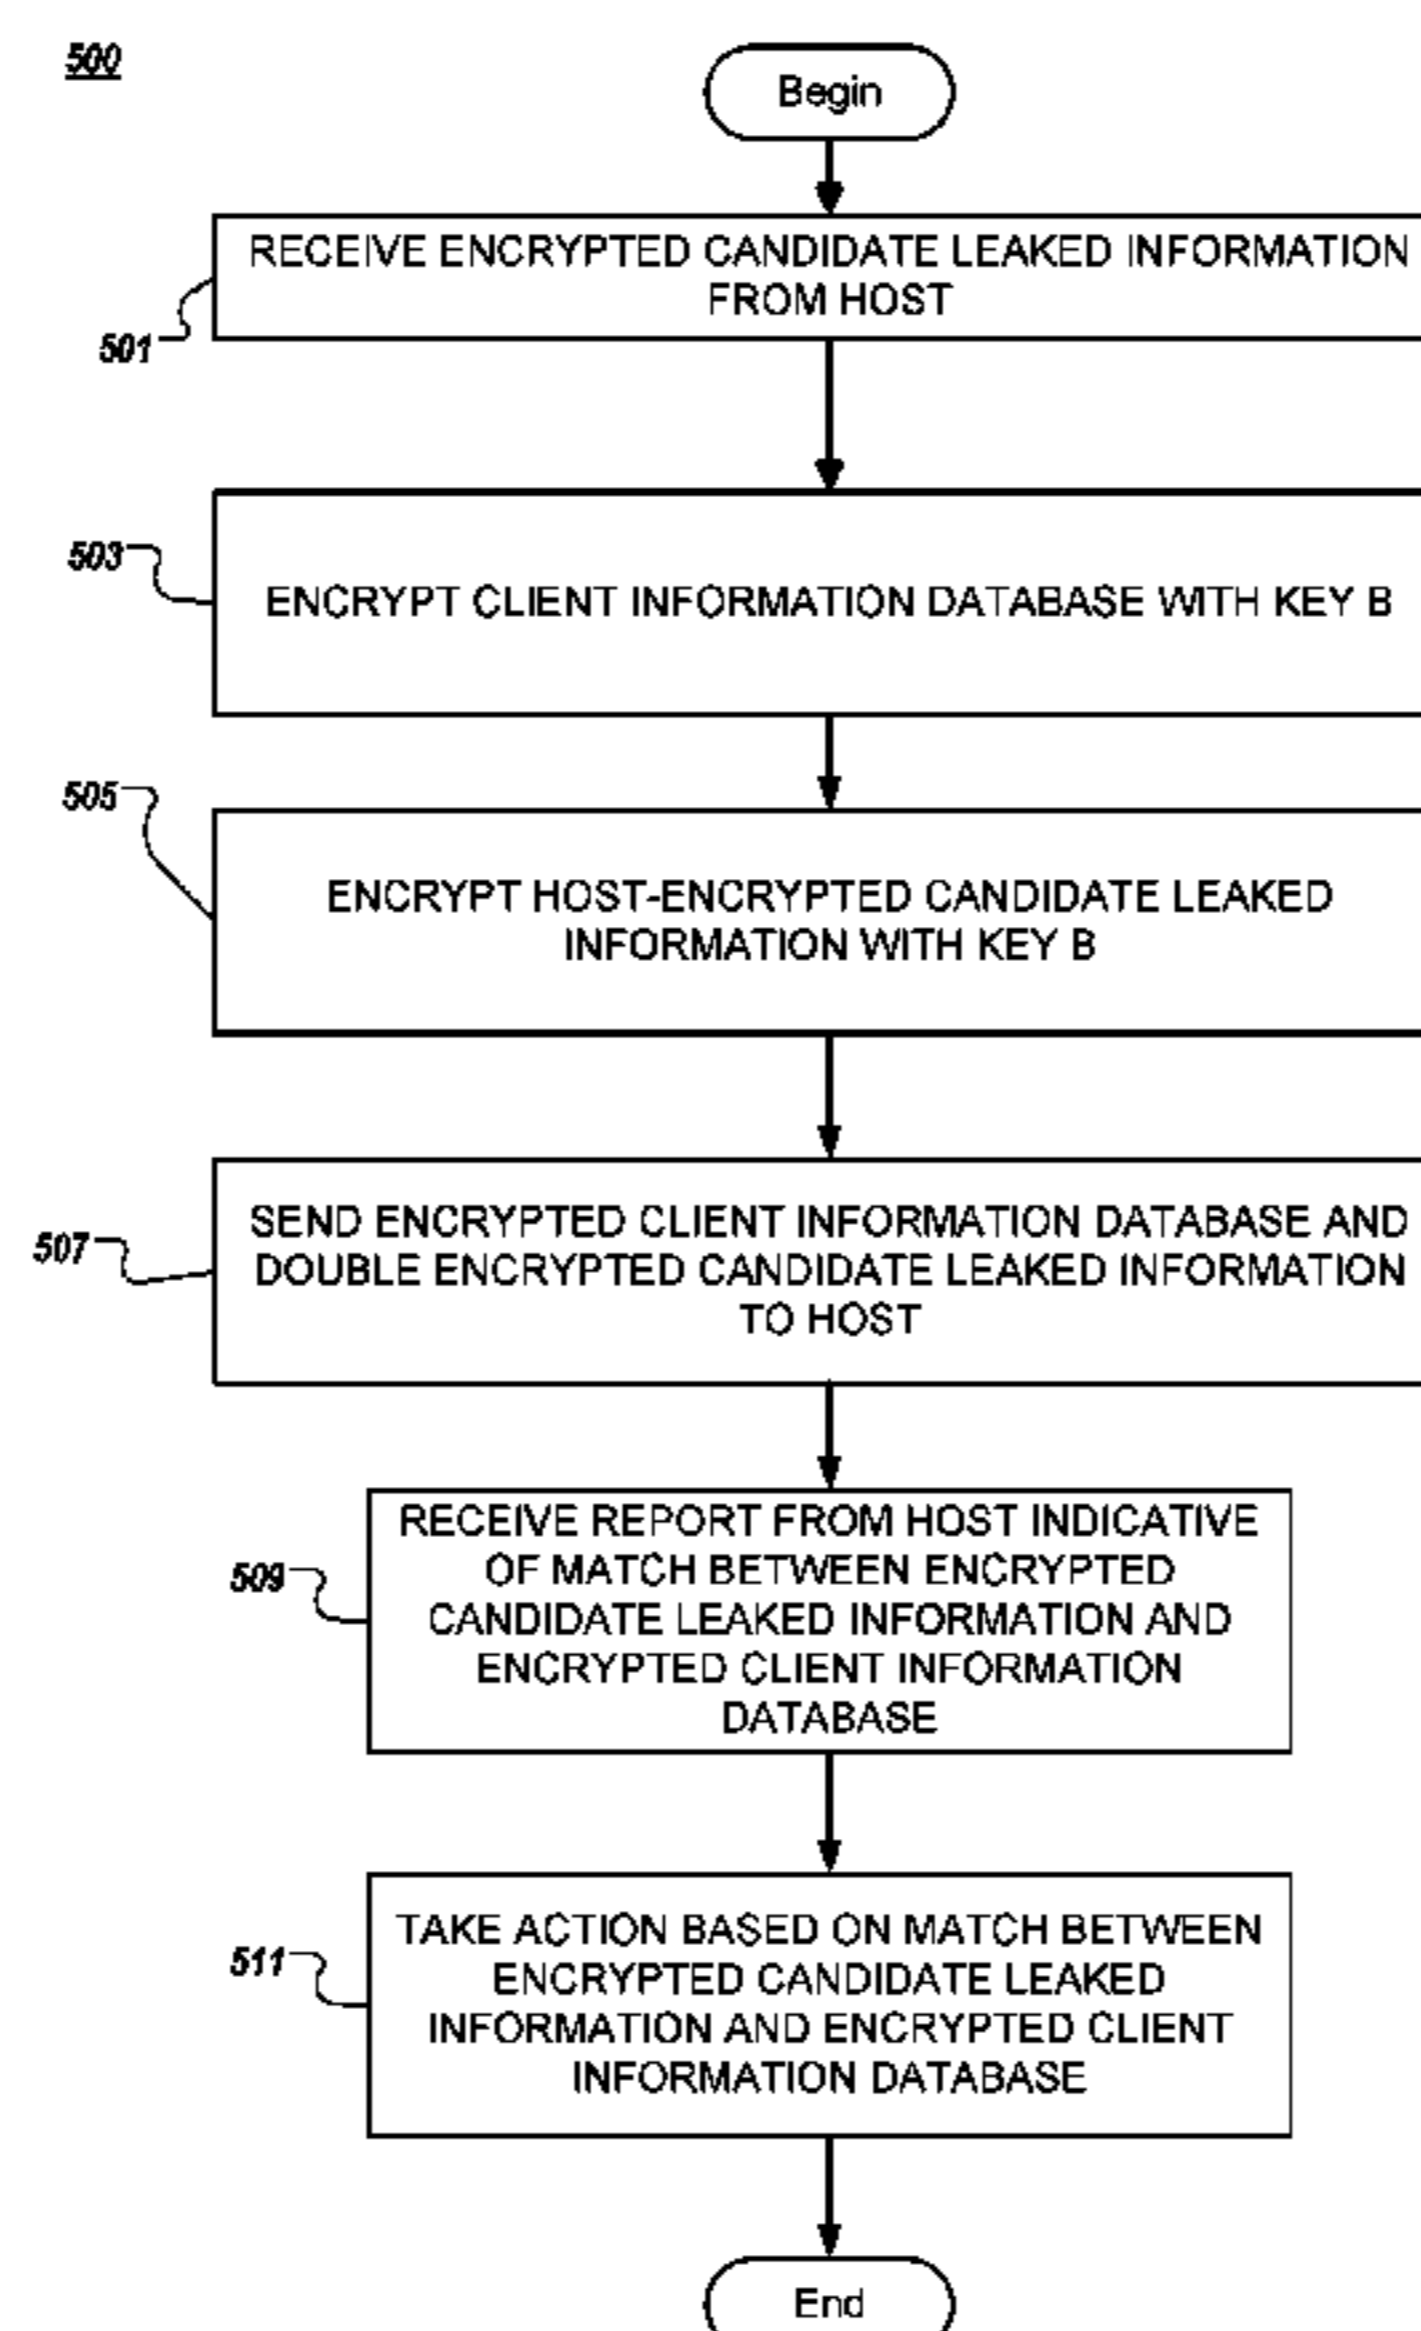 500
Begin
RECEIVE ENCRYPTED CANDIDATE LEAKED INFORMATION
FROM HOST
501
503
ENCRYPT CLIENT INFORMATION DATABASE WITH KEY B
505
ENCRYPT HOST-ENCRYPTED CANDIDATE LEAKED
INFORMATION WITH KEY B
507
SEND ENCRYPTED CLIENT INFORMATION DATABASE AND
DOUBLE ENCRYPTED CANDIDATE LEAKED INFORMATION
TO HOST
509
RECEIVE REPORT FROM HOST INDICATIVE
OF MATCH BETWEEN ENCRYPTED
CANDIDATE LEAKED INFORMATION AND
ENCRYPTED CLIENT INFORMATION
DATABASE
511
TAKE ACTION BASED ON MATCH BETWEEN
ENCRYPTED CANDIDATE LEAKED
INFORMATION AND ENCRYPTED CLIENT
INFORMATION DATABASE
End